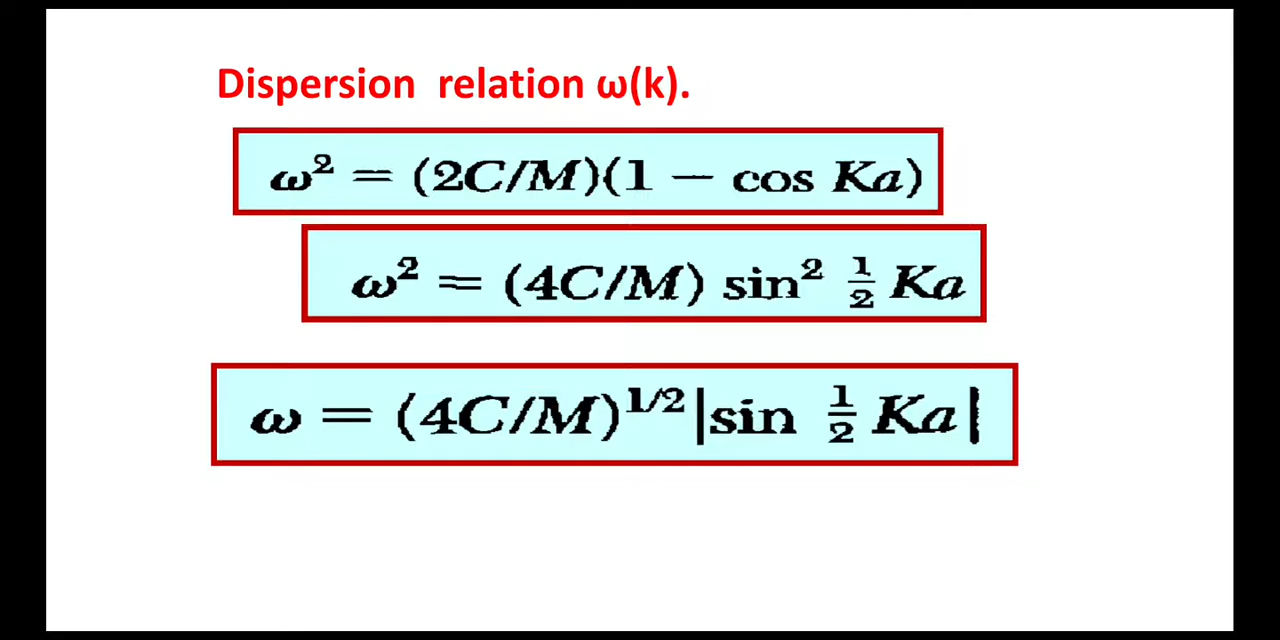 Dispersion relation ω(k).
ω² = (2C/M)(1 − cos Ka)
ω² = (4C/M) sin² ½ Ka
ω = (4C/M)^1/2 |sin ½ Ka|